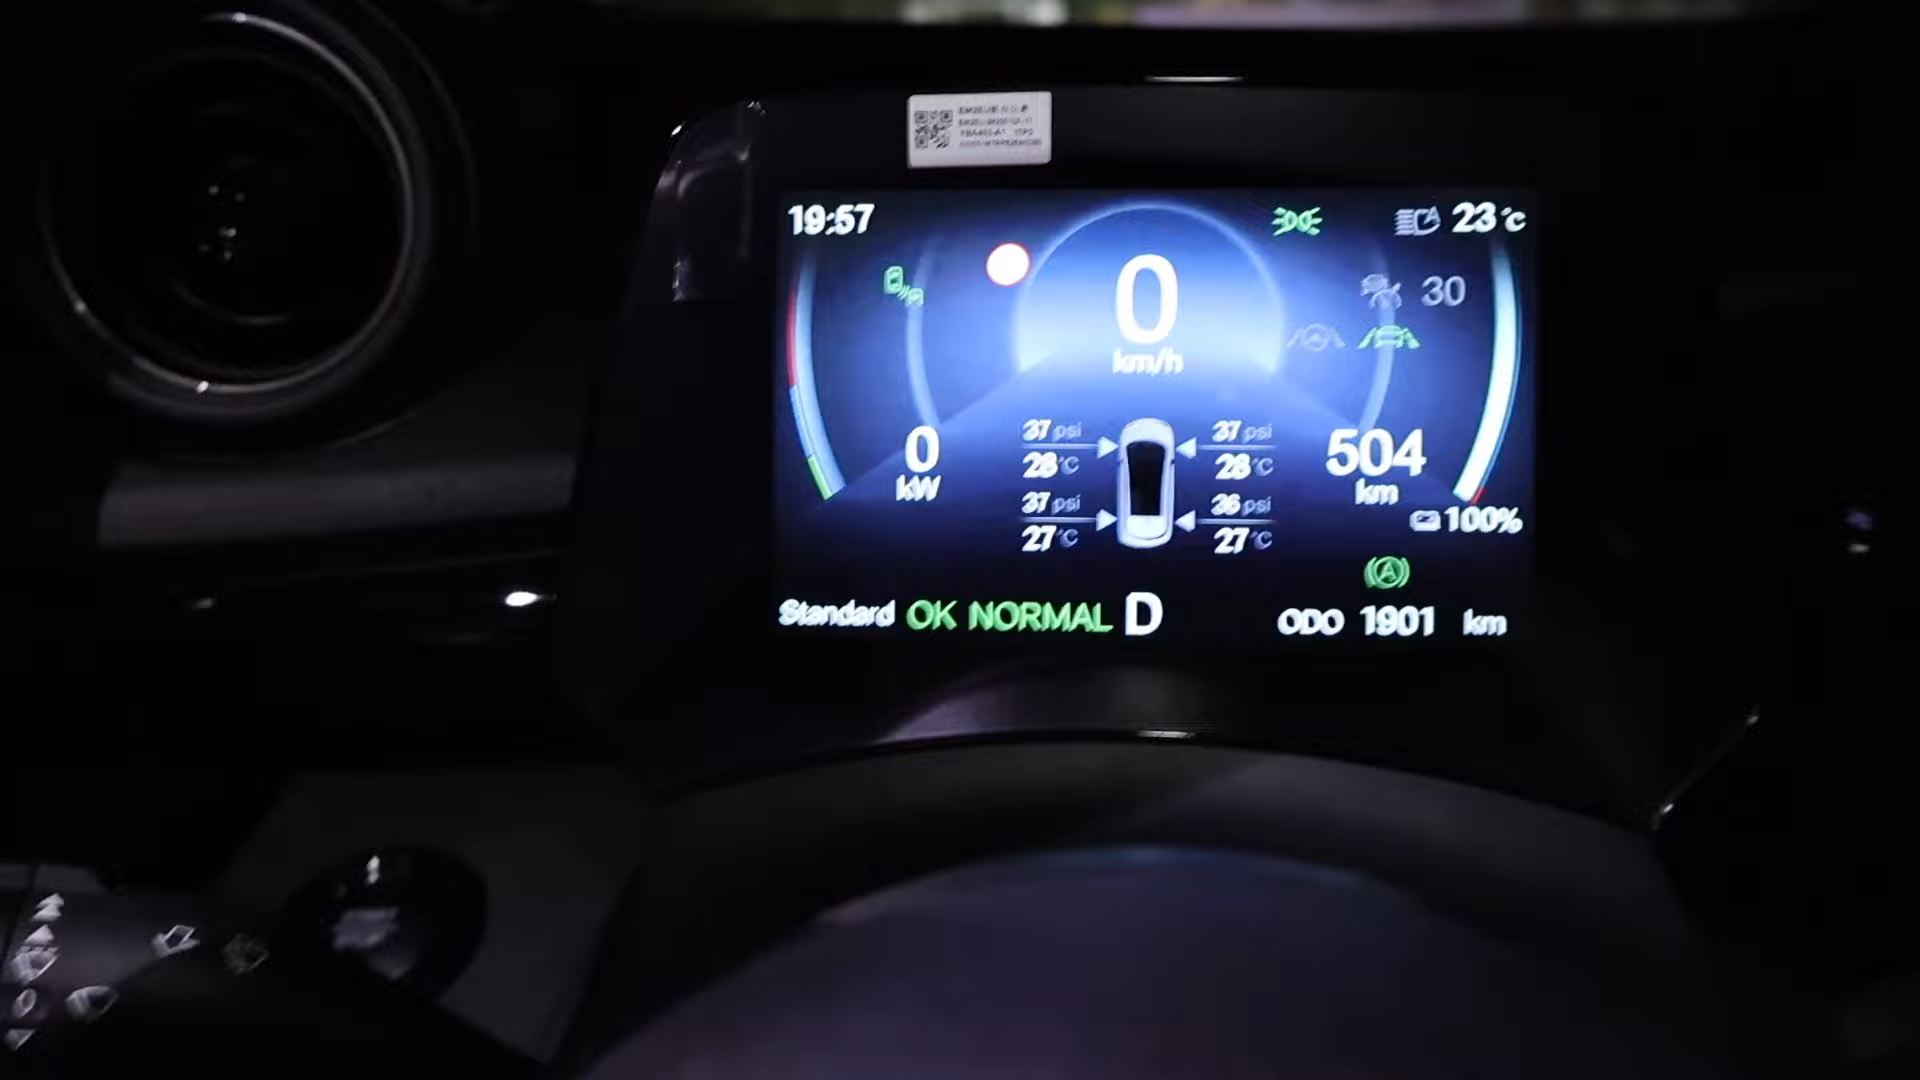 19:57
23°C
0
km/h
30
0
kW
37 psi
28°C
37 psi
27°C
37 psi
28°C
36 psi
27°C
504
km
100%
A
Standard OK NORMAL D
ODO 1901 km